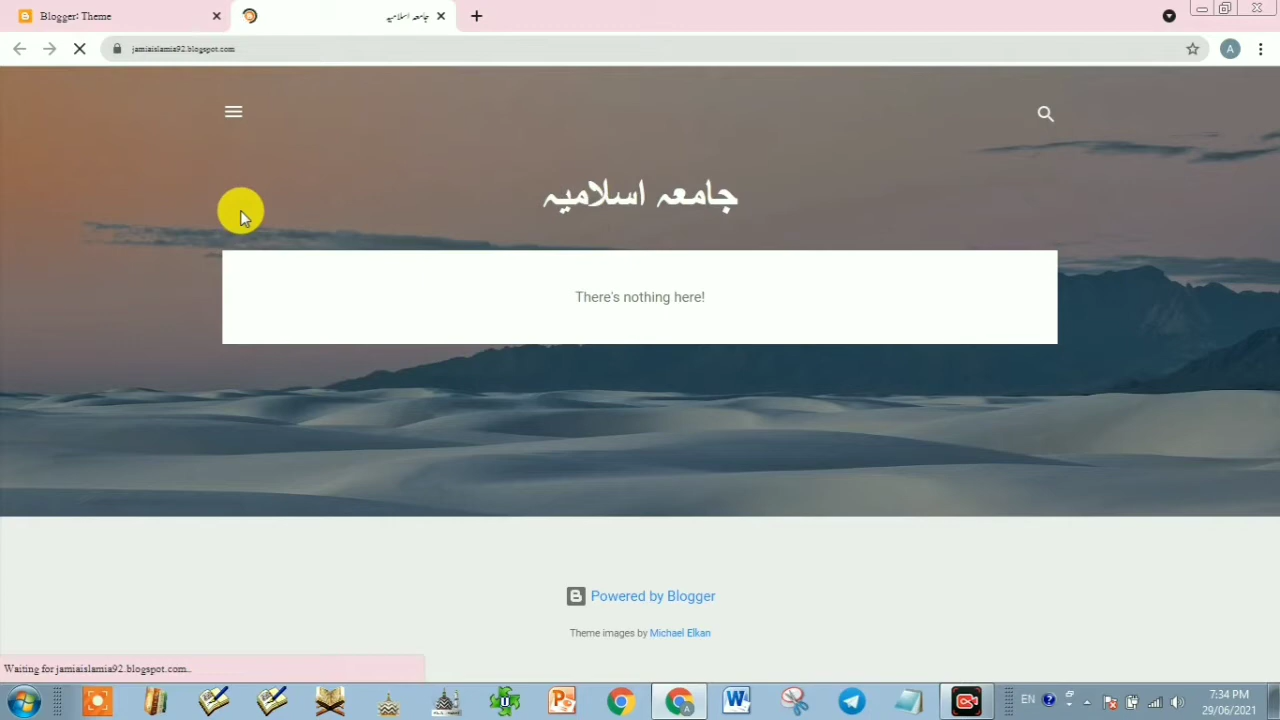 Blogger: Theme
جامعہ اسلامیہ
jamiaislamia92.blogspot.com
A
جامعہ اسلامیہ
There's nothing here!
Powered by Blogger
Theme images by Michael Elkan
Waiting for jamiaislamia92.blogspot.com...
EN
7:34 PM
29/06/2021